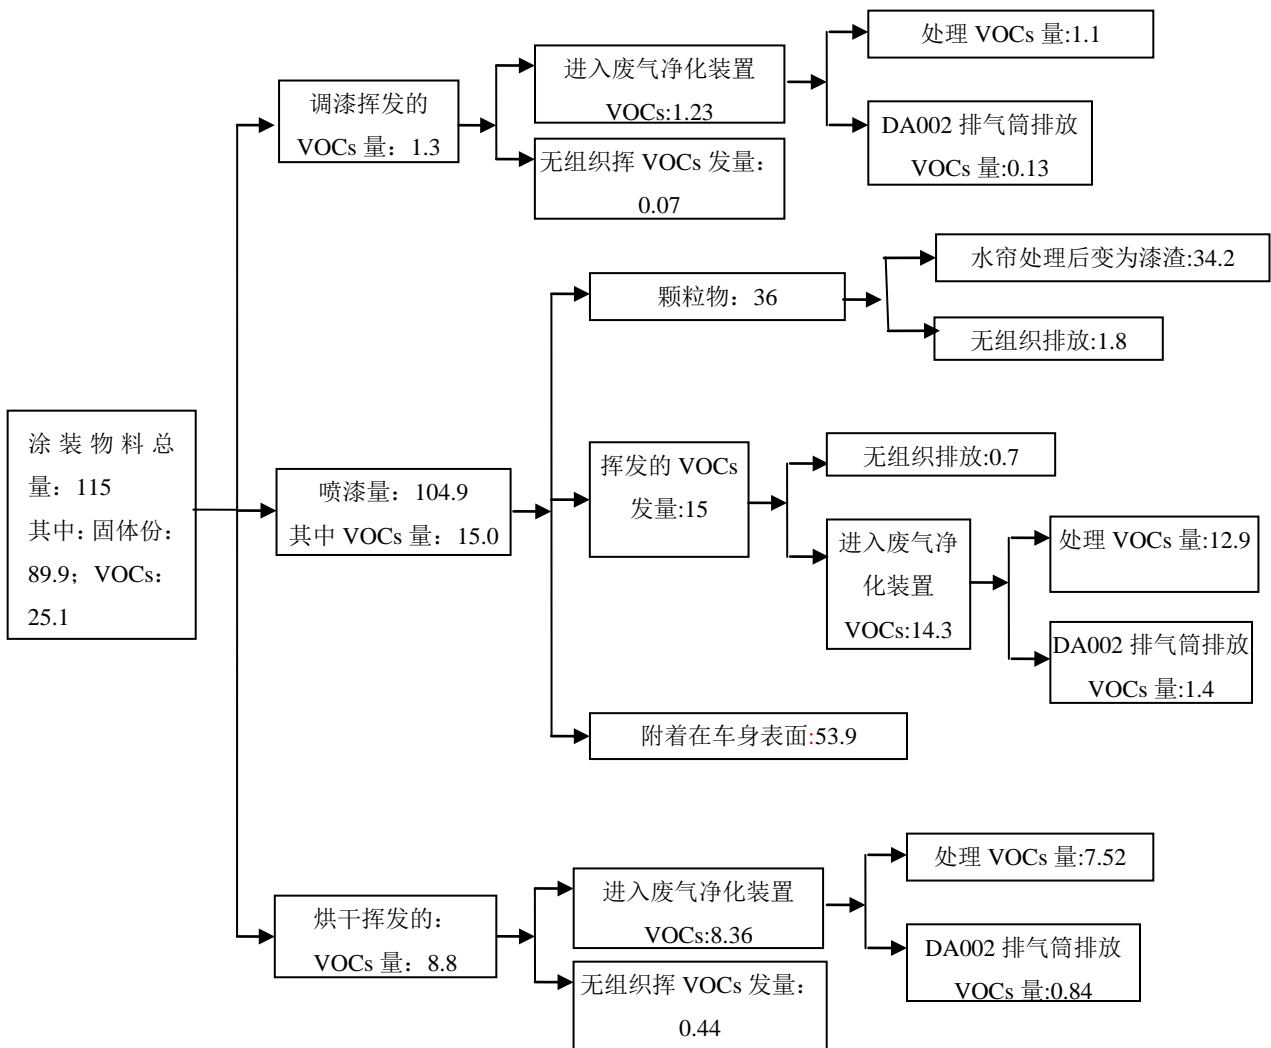 处理 VOCs 量:1.1
进入废气净化装置
VOCs:1.23
调漆挥发的
VOCs 量：1.3
DA002 排气筒排放
VOCs 量:0.13
无组织挥 VOCs 发量：
0.07
水帘处理后变为漆渣:34.2
颗粒物：36
无组织排放:1.8
涂装物料总
量：115
其中：固体份：
89.9；VOCs：
25.1
喷漆量：104.9
其中 VOCs 量：15.0
挥发的 VOCs
发量:15
无组织排放:0.7
进入废气净
化装置
VOCs:14.3
处理 VOCs 量:12.9
DA002 排气筒排放
VOCs 量:1.4
附着在车身表面:53.9
烘干挥发的：
VOCs 量：8.8
进入废气净化装置
VOCs:8.36
处理 VOCs 量:7.52
DA002 排气筒排放
VOCs 量:0.84
无组织挥 VOCs 发量：
0.44